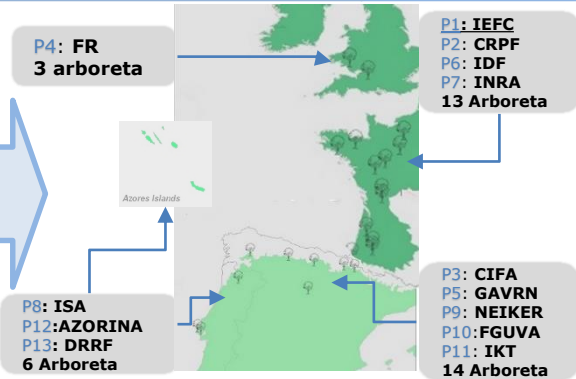 P4: FR
3 arboreta
P1: IEFC
P2: CRPF
P6: IDF
P7: INRA
13 Arboreta
Azores Islands
P8: ISA
P12:AZORINA
P13: DRRF
6 Arboreta
P3: CIFA
P5: GAVRN
P9: NEIKER
P10:FGUVA
P11: IKT
14 Arboreta